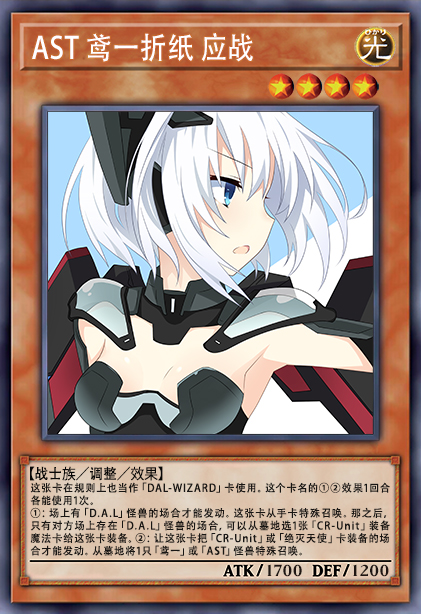 AST 鸢一折纸 应战
ひかり
光
【战士族／调整／效果】
这张卡在规则上也当作「DAL-WIZARD」卡使用。这个卡名的①②效果1回合
各能使用1次。
①：场上有「D.A.L」怪兽的场合才能发动。这张卡从手卡特殊召唤。那之后，
只有对方场上存在「D.A.L」怪兽的场合，可以从墓地选1张「CR-Unit」装备
魔法卡给这张卡装备。②：让这张卡把「CR-Unit」或「绝灭天使」卡装备的场
合才能发动。从墓地将1只「鸢一」或「AST」怪兽特殊召唤。
ATK/1700 DEF/1200